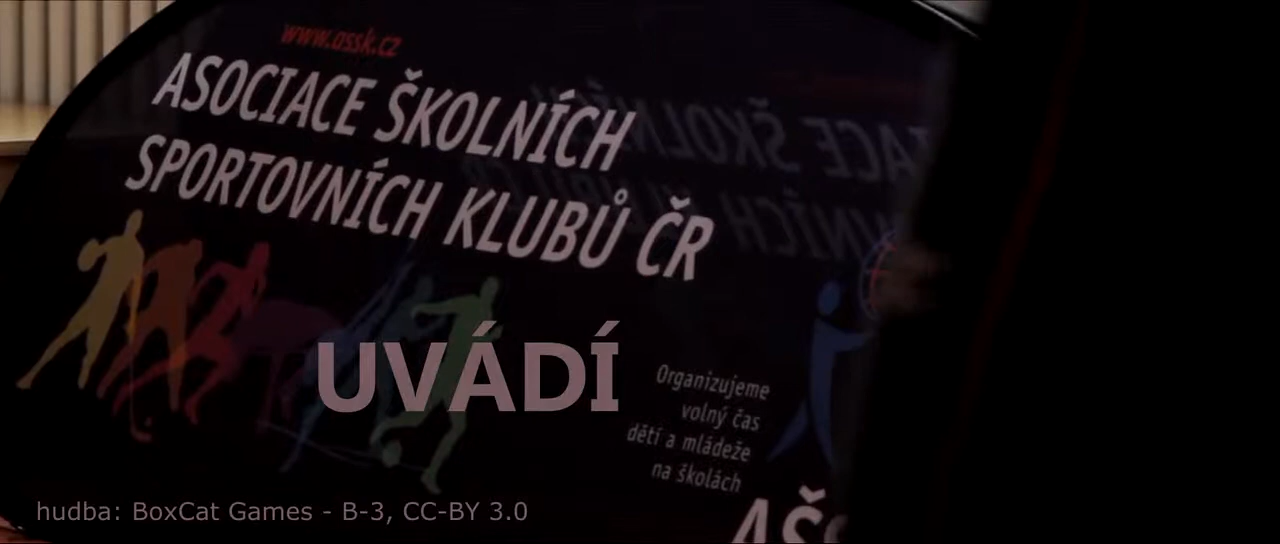 www.assk.cz
ASOCIACE ŠKOLNÍCH
SPORTOVNÍCH KLUBŮ ČR
UVÁDÍ
Organizujeme
volný čas
dětí a mládeže
na školách
hudba: BoxCat Games - B-3, CC-BY 3.0